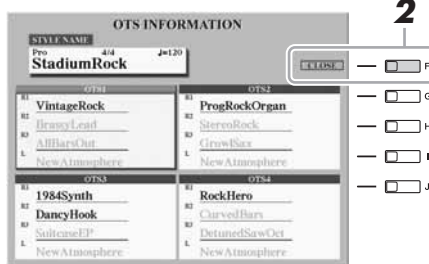 2
OTS INFORMATION
STYLE NAME
Pro 4/4 ♩=120
StadiumRock
CLOSE
F
G
H
I
J
OTS1
R1 VintageRock
R2 BrassyLead
R3 AllBarsOut
L NewAtmosphere
OTS2
R1 ProgRockOrgan
R2 StereoRock
R3 GrowlSax
L NewAtmosphere
OTS3
R1 1984Synth
R2 DancyHook
R3 SuitcaseEP
L NewAtmosphere
OTS4
R1 RockHero
R2 CurvedBars
R3 DetunedSawOct
L NewAtmosphere